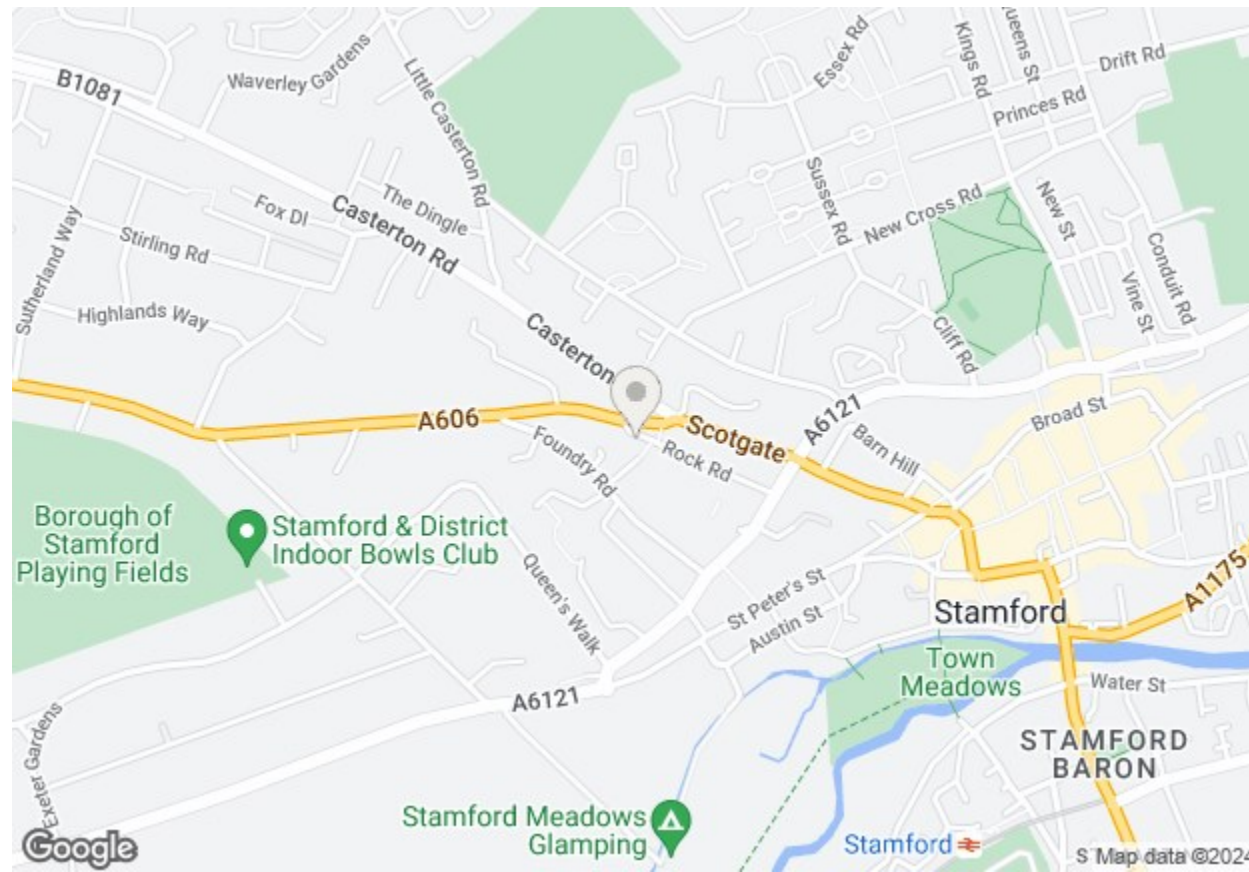 B1081
Waverley Gardens
Little Casterton Rd
Essex Rd
Kings Rd
Queens St
Drift Rd
Princes Rd
Sussex Rd
New Cross Rd
New St
Conduit Rd
Vine St
Cliff Rd
Fox Dl
The Dingle
Casterton Rd
Stirling Rd
Sutherland Way
Highlands Way
Casterton
A606
Scotgate
A6121
Barn Hill
Broad St
Foundry Rd
Rock Rd
Borough of
Stamford
Playing Fields
Stamford & District
Indoor Bowls Club
Queen's Walk
St Peter's St
Austin St
Stamford
A1175
Town
Meadows
Water St
A6121
Exeter Gardens
STAMFORD
BARON
Stamford Meadows
Glamping
Stamford
Google
Map data ©2024